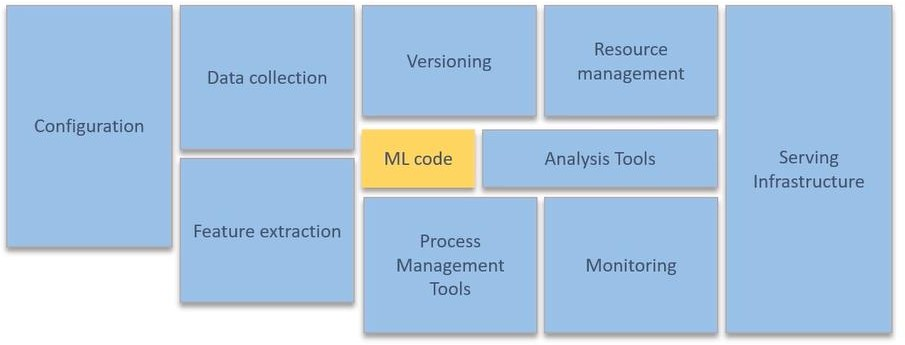 Configuration
Data collection
Feature extraction
Versioning
Resource
management
ML code
Analysis Tools
Process
Management
Tools
Monitoring
Serving
Infrastructure